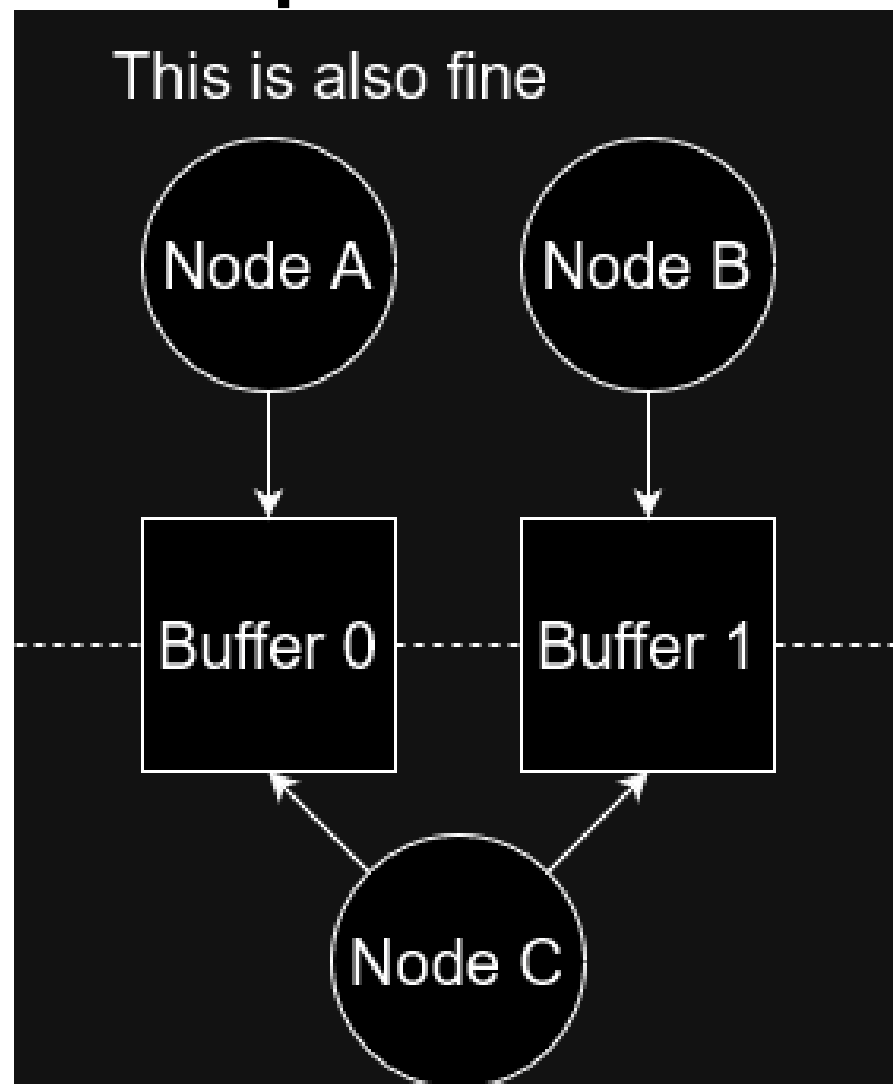 This is also fine
Node A
Node B
Buffer 0
Buffer 1
Node C